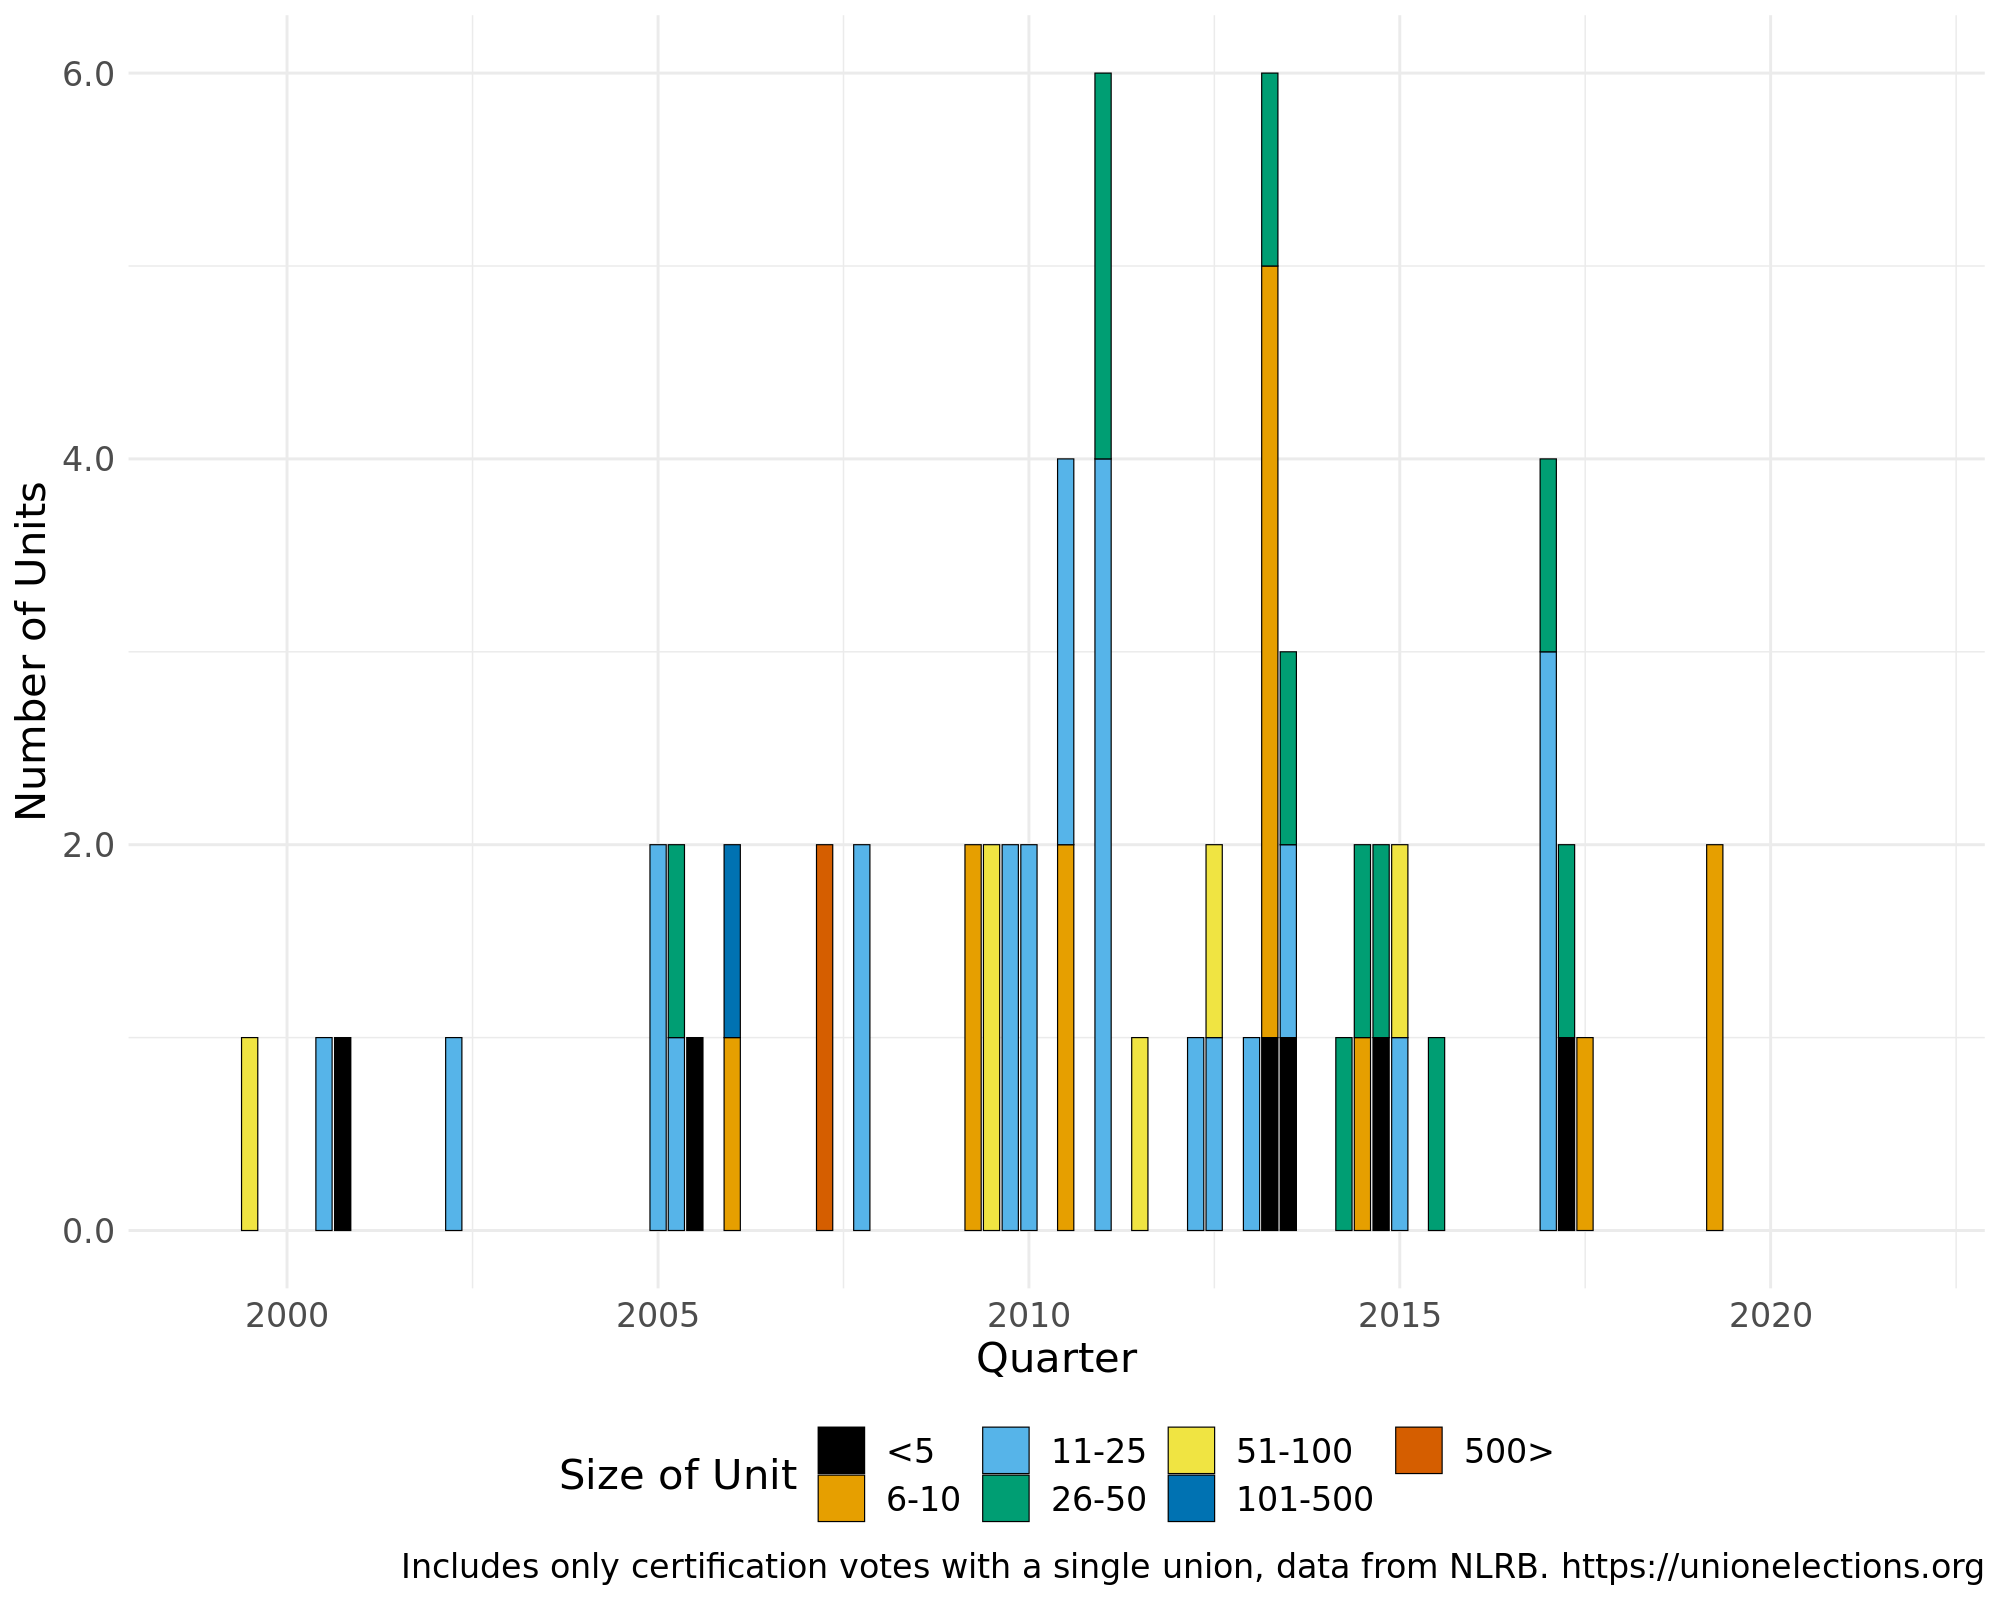 6.0
4.0
2.0
0.0
Number of Units
2000 2005 2010 2015 2020
Quarter
Size of Unit
<5 11-25 51-100 500>
6-10 26-50 101-500
Includes only certification votes with a single union, data from NLRB. https://unionelections.org